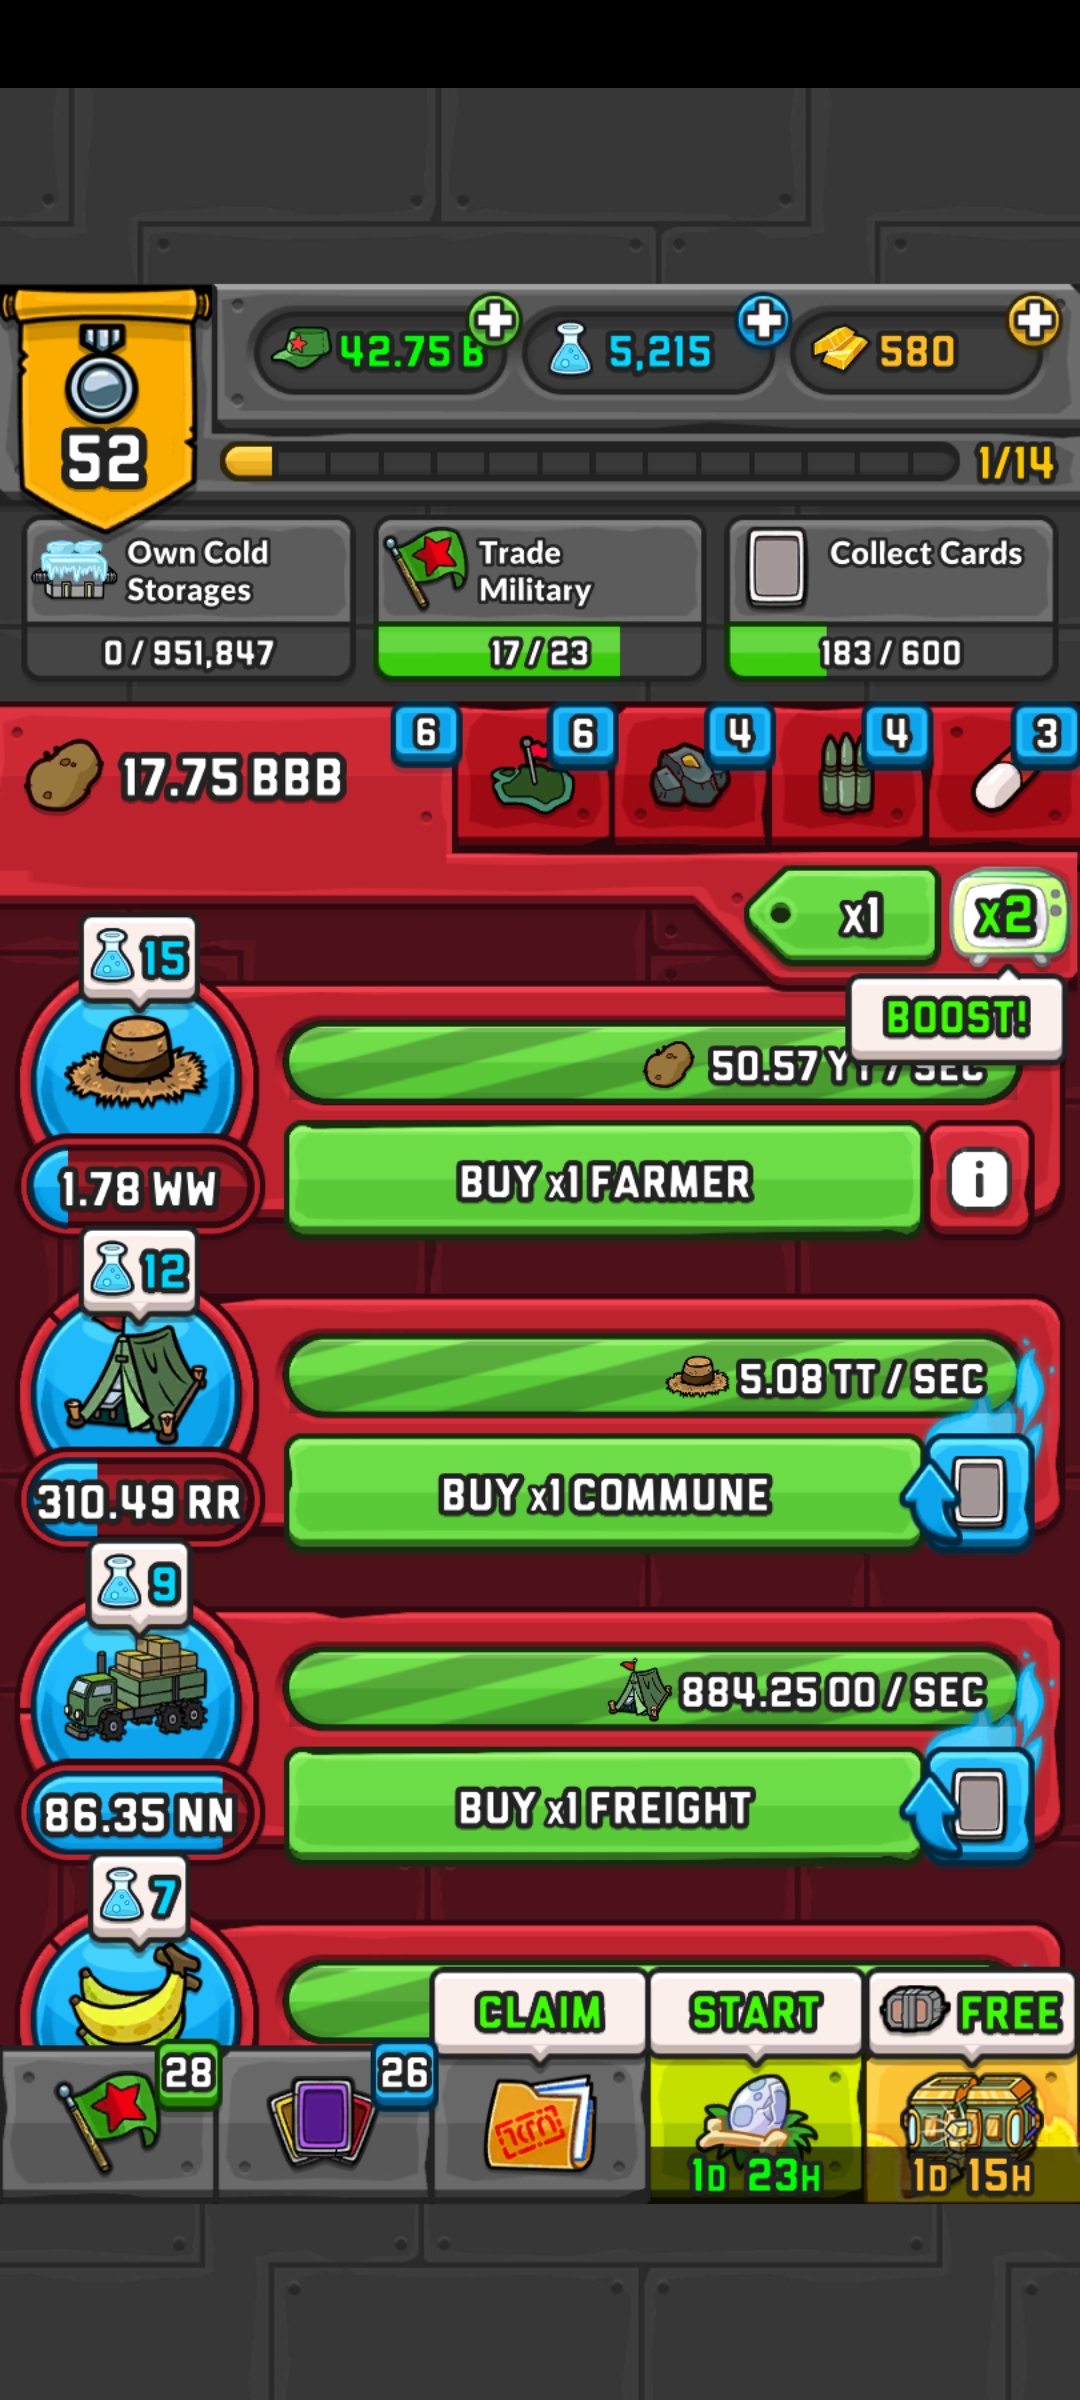 42.75 B
5,215
580
52
1/14
Own Cold
Storages
0 / 951,847
Trade
Military
17 / 23
Collect Cards
183 / 600
17.75 BBB
6
6
4
4
3
x1
x2
BOOST!
15
50.57 YY / SEC
1.78 WW
BUY x1 FARMER
i
12
5.08 TT / SEC
310.49 RR
BUY x1 COMMUNE
9
884.25 OO / SEC
86.35 NN
BUY x1 FREIGHT
7
CLAIM
START
FREE
28
26
1D 23H
1D 15H